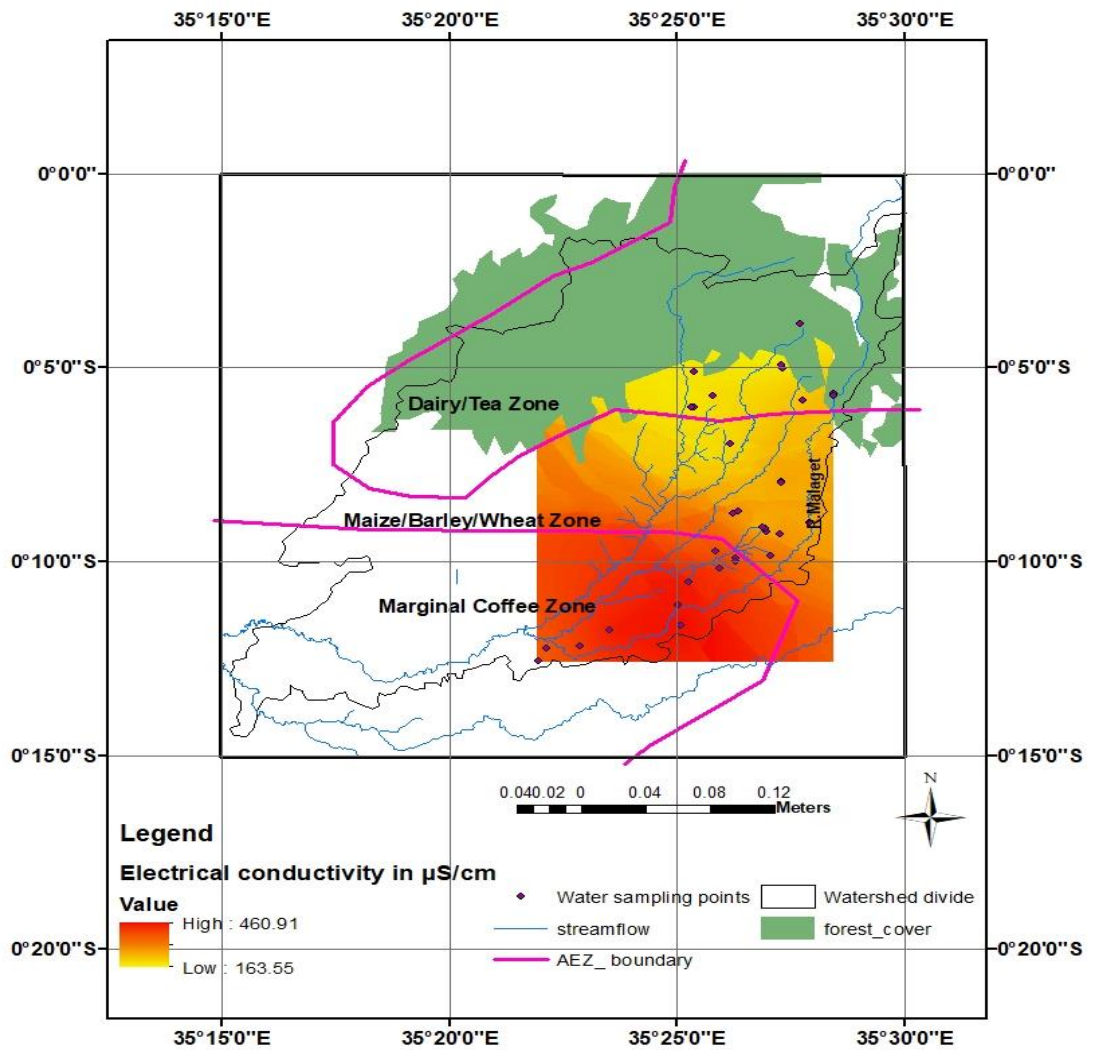 35°15'0"E 35°20'0"E 35°25'0"E 35°30'0"E
0°0'0" 0°0'0"
0°5'0"S 0°5'0"S
Dairy/Tea Zone
R Malaget
Maize/Barley/Wheat Zone
0°10'0"S 0°10'0"S
Marginal Coffee Zone
0°15'0"S 0°15'0"S
0.040.02 0 0.04 0.08 0.12
Meters
N
Legend
Electrical conductivity in µS/cm
Value
High : 460.91
Low : 163.55
Water sampling points
streamflow
AEZ_ boundary
Watershed divide
forest_cover
0°20'0"S 0°20'0"S
35°15'0"E 35°20'0"E 35°25'0"E 35°30'0"E